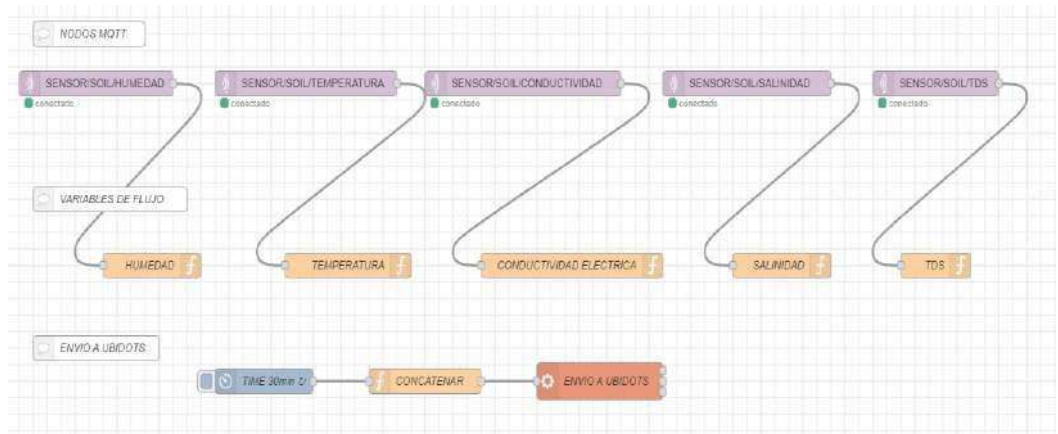 NODOS MQTT
SENSOR/SOIL/HUMEDAD
SENSOR/SOIL/TEMPERATURA
SENSOR/SOIL/CONDUCTIVIDAD
SENSOR/SOIL/SALINIDAD
SENSOR/SOIL/TDS
conectado
conectado
conectado
conectado
conectado
VARIABLES DE FLUJO
HUMEDAD
TEMPERATURA
CONDUCTIVIDAD ELECTRICA
SALINIDAD
TDS
ENVIO A UBIDOTS
TIME 30min
CONCATENAR
ENVIO A UBIDOTS